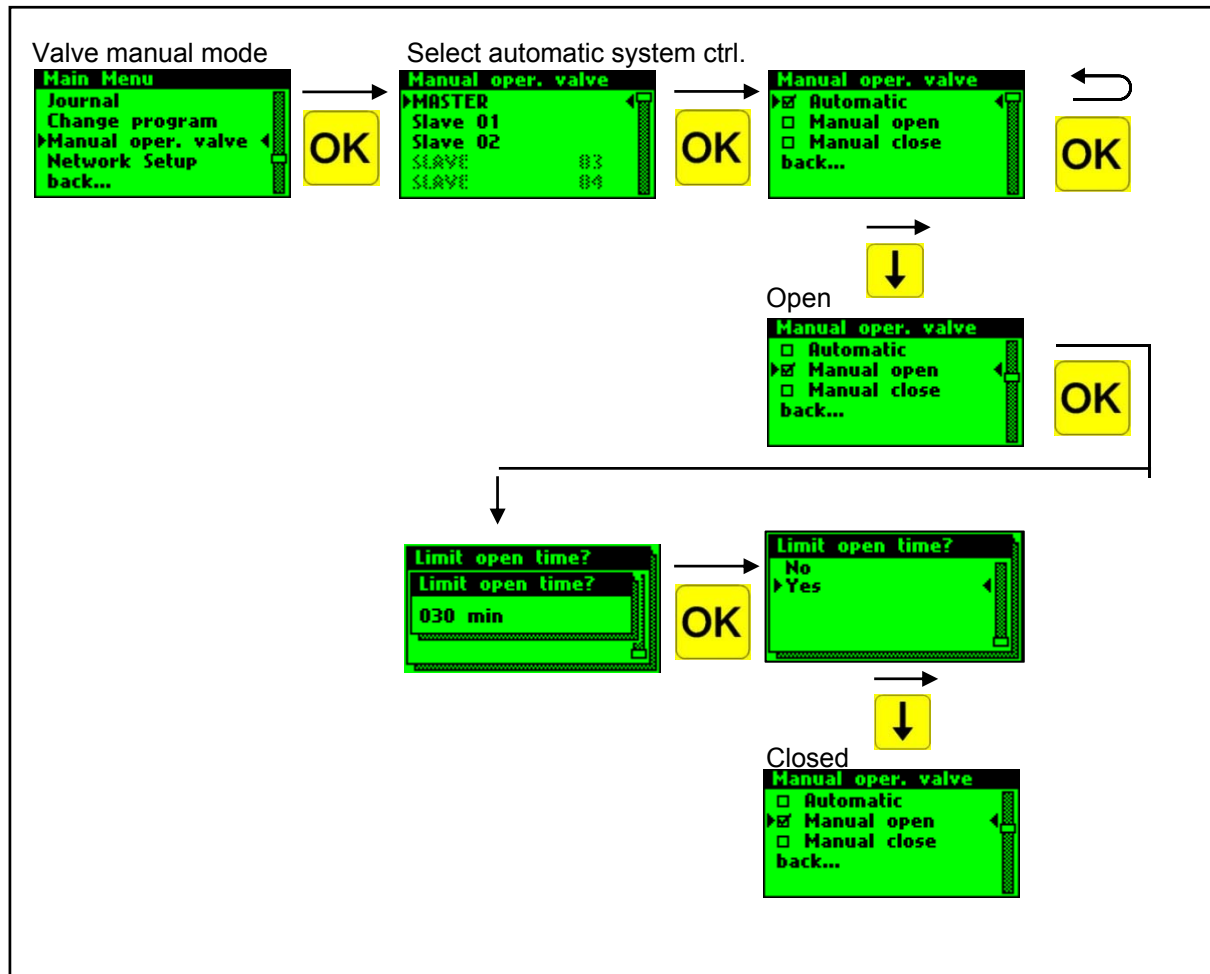 Valve manual mode
Select automatic system ctrl.
Main Menu
Journal
Change program
Manual oper. valve
Network Setup
back...
OK
Manual oper. valve
MASTER
Slave 01
Slave 02
SLAVE 03
SLAVE 04
OK
Manual oper. valve
Automatic
Manual open
Manual close
back...
OK
Open
Manual oper. valve
Automatic
Manual open
Manual close
back...
OK
Limit open time?
Limit open time?
030 min
OK
Limit open time?
No
Yes
Closed
Manual oper. valve
Automatic
Manual open
Manual close
back...